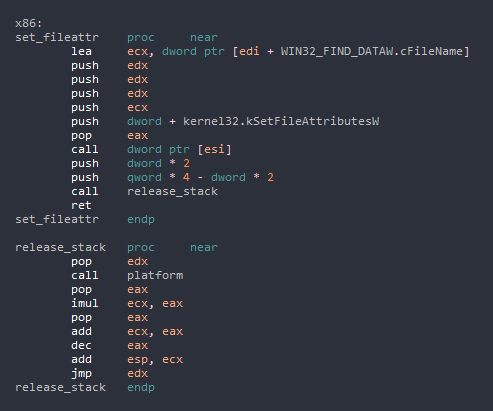 x86:
set_fileattr proc near
lea ecx, dword ptr [edi + WIN32_FIND_DATAW.cFileName]
push edx
push edx
push edx
push ecx
push dword + kernel32.kSetFileAttributesW
pop eax
call dword ptr [esi]
push dword * 2
push qword * 4 - dword * 2
call release_stack
ret
set_fileattr endp
release_stack proc near
pop edx
call platform
pop eax
imul ecx, eax
pop eax
add ecx, eax
dec eax
add esp, ecx
jmp edx
release_stack endp